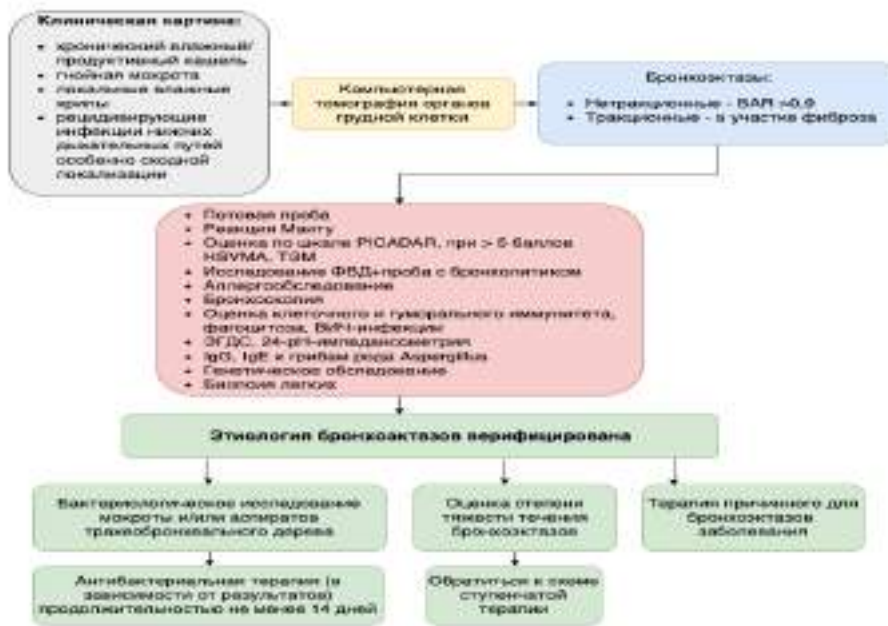 Клиническая картина:
• хронический влажный/
продуктивный кашель
• гнойная мокрота
• локальные влажные
хрипы
• рецидивирующие
инфекции нижних
дыхательных путей
особенно сходной
локализации
Компьютерная
томография органов
грудной клетки
Бронхоэктазы:
• Нетракционные - BAR >0,9
• Тракционные - в участке фиброза
• Потовая проба
• Реакция Манту
• Оценка по шкале PICADAR, при > 5 баллов
HSVMA, ТЭМ
• Исследование ФВД+проба с бронхолитиком
• Аллергообследование
• Бронхоскопия
• Оценка клеточного и гуморального иммунитета,
фагоцитоза, ВИЧ-инфекции
• ЭГДС, 24-pH-импедансометрия
• IgG, IgE к грибам рода Aspergillus
• Генетическое обследование
• Биопсия легких
Этиология бронхоактазов верифицирована
Бактериологическое исследование
мокроты и/или аспиратов
трахеобронхиального дерева
Оценка степени
тяжести течения
бронхоэктазов
Терапия причинного для
бронхоэктазов
заболевания
Антибактериальная терапия (в
зависимости от результатов)
продолжительностью не менее 14 дней
Обратиться к схеме
ступенчатой
терапии